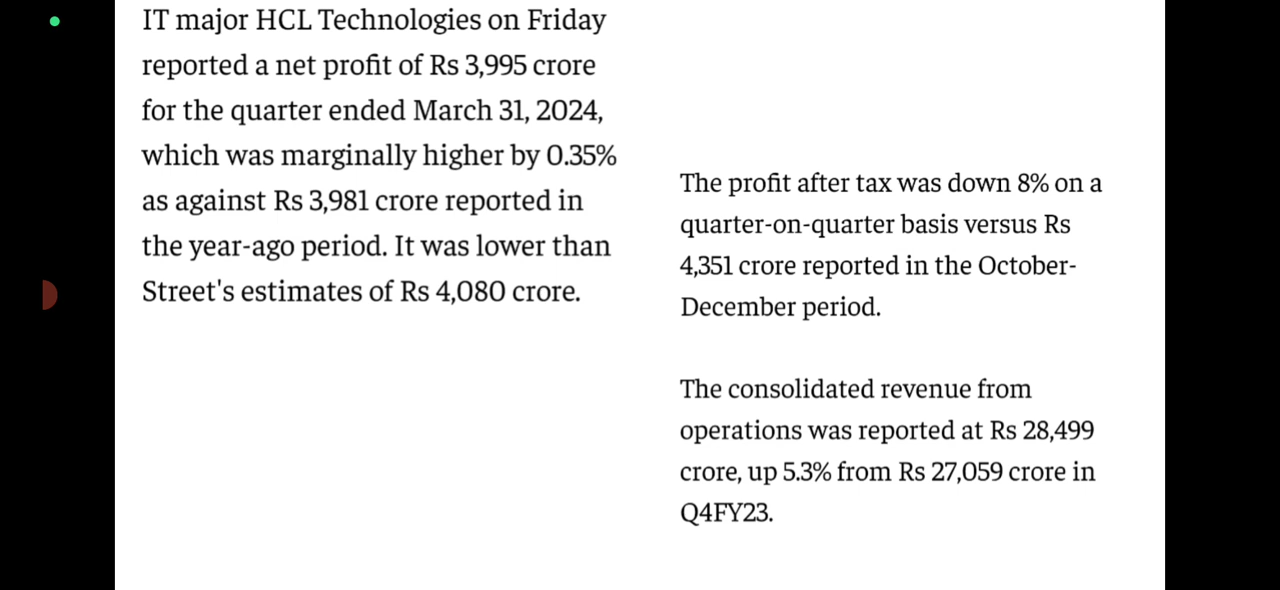 IT major HCL Technologies on Friday
reported a net profit of Rs 3,995 crore
for the quarter ended March 31, 2024,
which was marginally higher by 0.35%
as against Rs 3,981 crore reported in
the year-ago period. It was lower than
Street's estimates of Rs 4,080 crore.
The profit after tax was down 8% on a
quarter-on-quarter basis versus Rs
4,351 crore reported in the October-
December period.
The consolidated revenue from
operations was reported at Rs 28,499
crore, up 5.3% from Rs 27,059 crore in
Q4FY23.